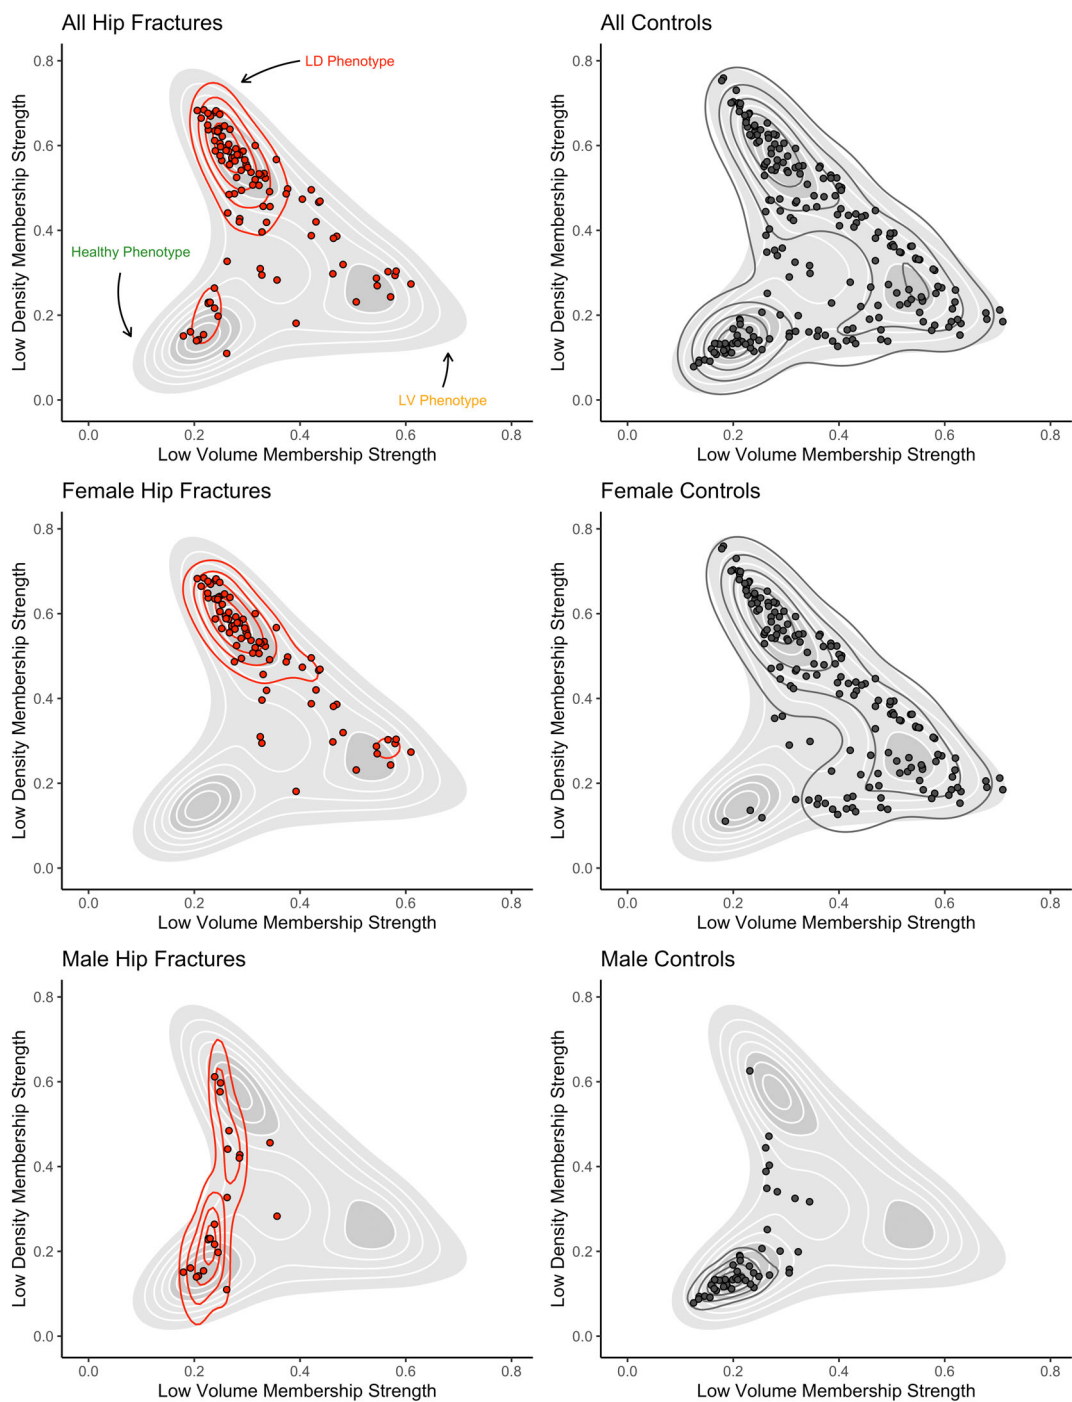 All Hip Fractures
All Controls
LD Phenotype
Healthy Phenotype
LV Phenotype
Low Density Membership Strength
0.8
0.6
0.4
0.2
0.0
0.0 0.2 0.4 0.6 0.8
Low Volume Membership Strength
Low Density Membership Strength
0.8
0.6
0.4
0.2
0.0
0.0 0.2 0.4 0.6 0.8
Low Volume Membership Strength
Female Hip Fractures
Female Controls
Low Density Membership Strength
0.8
0.6
0.4
0.2
0.0
0.0 0.2 0.4 0.6 0.8
Low Volume Membership Strength
Low Density Membership Strength
0.8
0.6
0.4
0.2
0.0
0.0 0.2 0.4 0.6 0.8
Low Volume Membership Strength
Male Hip Fractures
Male Controls
Low Density Membership Strength
0.8
0.6
0.4
0.2
0.0
0.0 0.2 0.4 0.6 0.8
Low Volume Membership Strength
Low Density Membership Strength
0.8
0.6
0.4
0.2
0.0
0.0 0.2 0.4 0.6 0.8
Low Volume Membership Strength